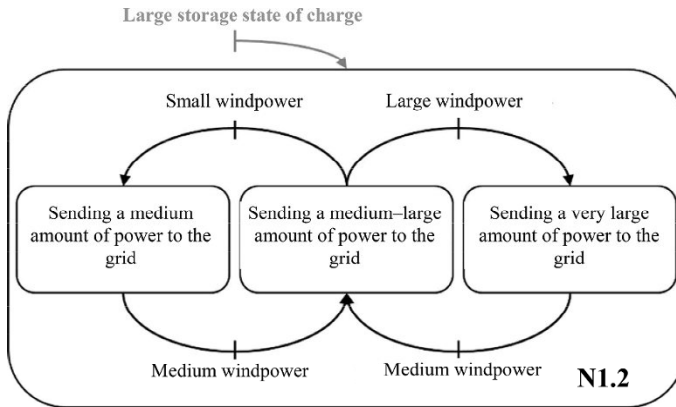 Large storage state of charge
Small windpower
Large windpower
Sending a medium
amount of power to the
grid
Sending a medium–large
amount of power to the
grid
Sending a very large
amount of power to the
grid
Medium windpower
Medium windpower
N1.2